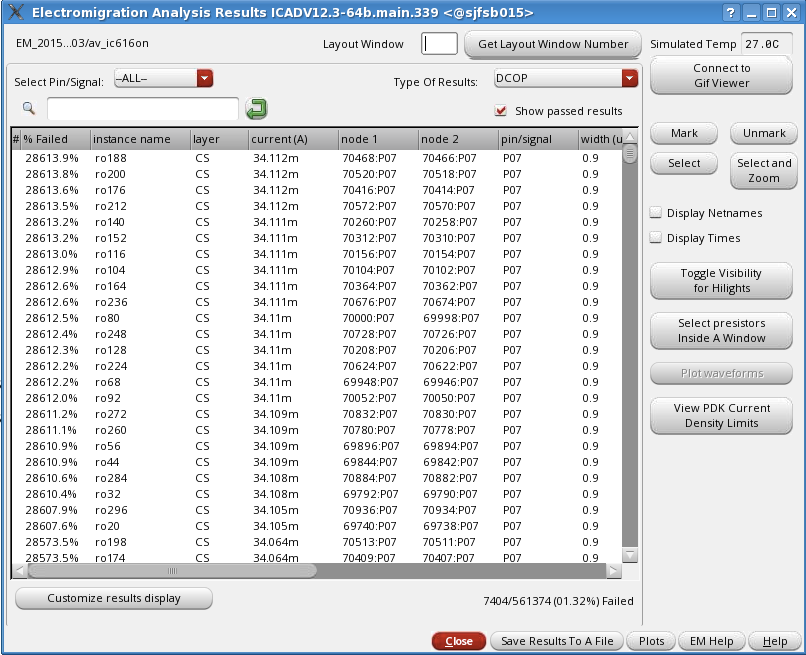 Electromigration Analysis Results ICADV12.3-64b.main.339 <@sjfsb015>
EM_2015...03/av_ic616on
Layout Window
Get Layout Window Number
Simulated Temp 27.0C
Select Pin/Signal: --ALL--
Type Of Results: DCOP
Connect to
Gif Viewer
Show passed results
# % Failed instance name layer current (A) node 1 node 2 pin/signal width (u
28613.9% ro188 CS 34.112m 70468:P07 70466:P07 P07 0.9
28613.8% ro200 CS 34.112m 70520:P07 70518:P07 P07 0.9
28613.6% ro176 CS 34.112m 70416:P07 70414:P07 P07 0.9
28613.5% ro212 CS 34.112m 70572:P07 70570:P07 P07 0.9
28613.2% ro140 CS 34.111m 70260:P07 70258:P07 P07 0.9
28613.2% ro152 CS 34.111m 70312:P07 70310:P07 P07 0.9
28613.0% ro116 CS 34.111m 70156:P07 70154:P07 P07 0.9
28612.9% ro104 CS 34.111m 70104:P07 70102:P07 P07 0.9
28612.6% ro164 CS 34.111m 70364:P07 70362:P07 P07 0.9
28612.6% ro236 CS 34.111m 70676:P07 70674:P07 P07 0.9
28612.5% ro80 CS 34.11m 70000:P07 69998:P07 P07 0.9
28612.4% ro248 CS 34.11m 70728:P07 70726:P07 P07 0.9
28612.3% ro128 CS 34.11m 70208:P07 70206:P07 P07 0.9
28612.2% ro224 CS 34.11m 70624:P07 70622:P07 P07 0.9
28612.2% ro68 CS 34.11m 69948:P07 69946:P07 P07 0.9
28612.0% ro92 CS 34.11m 70052:P07 70050:P07 P07 0.9
28611.2% ro272 CS 34.109m 70832:P07 70830:P07 P07 0.9
28611.1% ro260 CS 34.109m 70780:P07 70778:P07 P07 0.9
28610.9% ro56 CS 34.109m 69896:P07 69894:P07 P07 0.9
28610.9% ro44 CS 34.109m 69844:P07 69842:P07 P07 0.9
28610.6% ro284 CS 34.108m 70884:P07 70882:P07 P07 0.9
28610.4% ro32 CS 34.108m 69792:P07 69790:P07 P07 0.9
28607.9% ro296 CS 34.105m 70936:P07 70934:P07 P07 0.9
28607.6% ro20 CS 34.105m 69740:P07 69738:P07 P07 0.9
28573.5% ro198 CS 34.064m 70513:P07 70511:P07 P07 0.9
28573.5% ro174 CS 34.064m 70409:P07 70407:P07 P07 0.9
Mark
Unmark
Select
Select and
Zoom
Display Netnames
Display Times
Toggle Visibility
for Hilights
Select presistors
Inside A Window
Plot waveforms
View PDK Current
Density Limits
Customize results display
7404/561374 (01.32%) Failed
Close
Save Results To A File
Plots
EM Help
Help